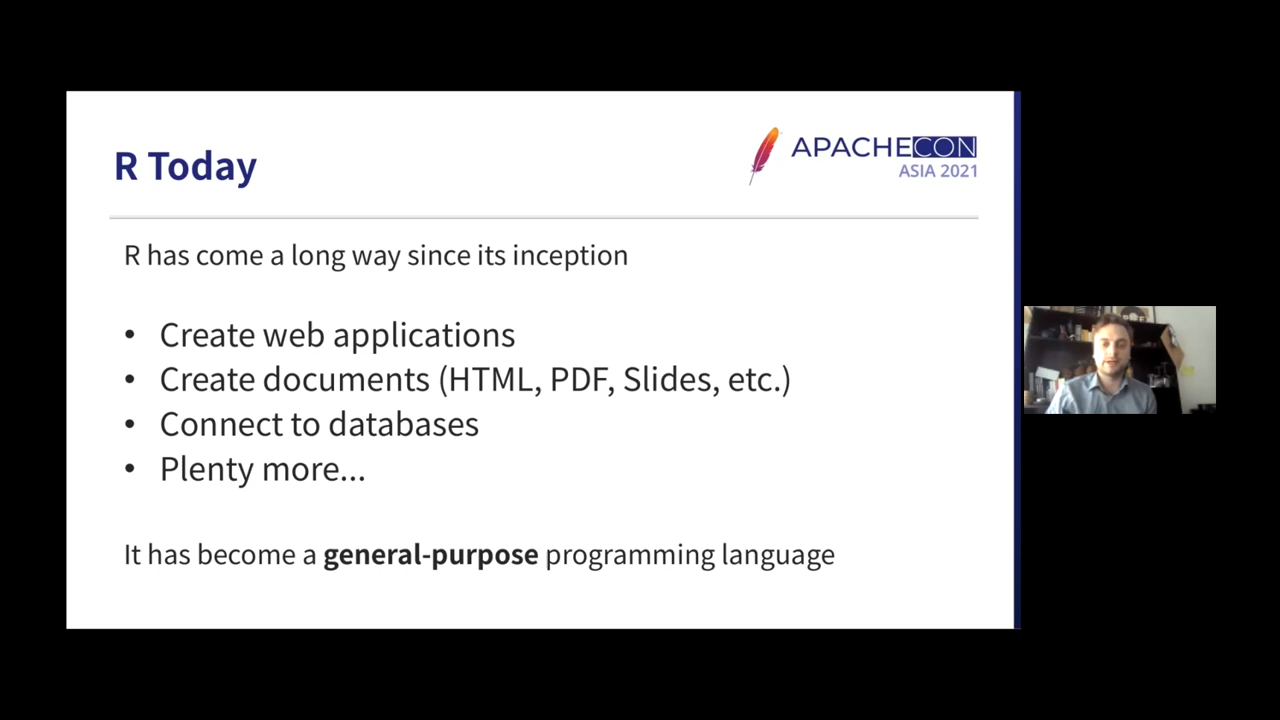 R Today
APACHECON
ASIA 2021
R has come a long way since its inception
• Create web applications
• Create documents (HTML, PDF, Slides, etc.)
• Connect to databases
• Plenty more...
It has become a general-purpose programming language